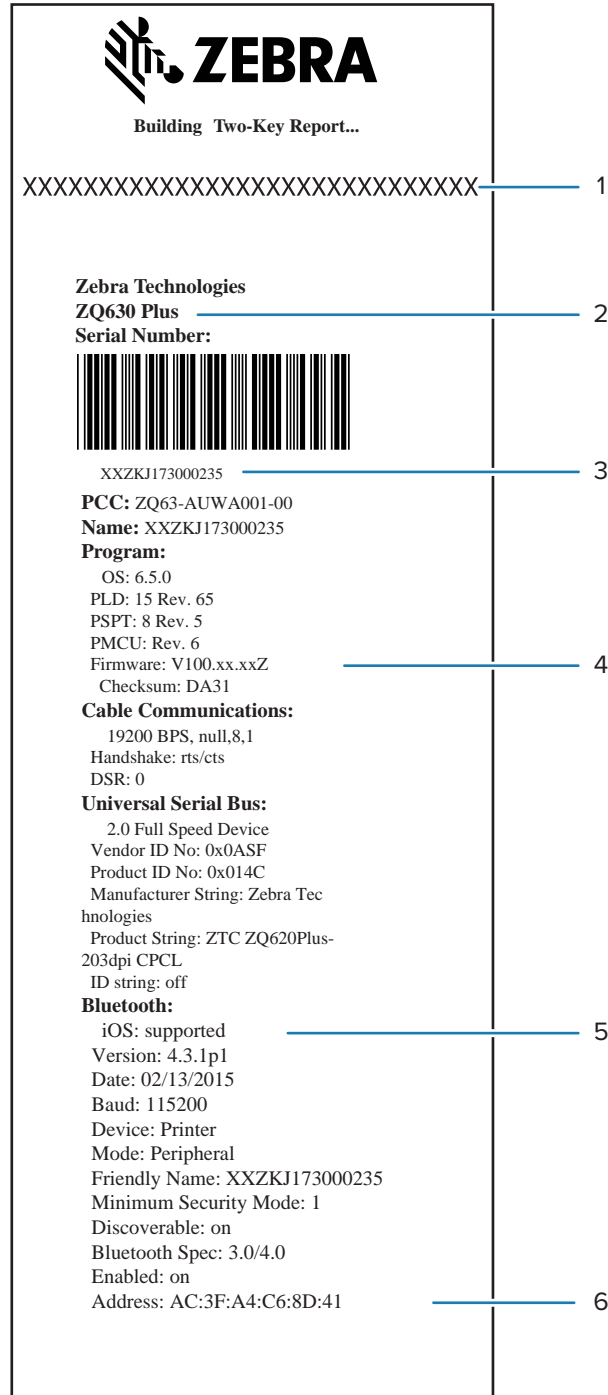 ZEBRA
Building Two-Key Report...
XXXXXXXXXXXXXXXXXXXXXXXXXXXXXX 1
Zebra Technologies
ZQ630 Plus 2
Serial Number:
XXZKJ173000235 3
PCC: ZQ63-AUWA001-00
Name: XXZKJ173000235
Program:
OS: 6.5.0
PLD: 15 Rev. 65
PSPT: 8 Rev. 5
PMCU: Rev. 6
Firmware: V100.xx.xxZ 4
Checksum: DA31
Cable Communications:
19200 BPS, null,8,1
Handshake: rts/cts
DSR: 0
Universal Serial Bus:
2.0 Full Speed Device
Vendor ID No: 0x0ASF
Product ID No: 0x014C
Manufacturer String: Zebra Tec
hnologies
Product String: ZTC ZQ620Plus-
203dpi CPCL
ID string: off
Bluetooth:
iOS: supported 5
Version: 4.3.1p1
Date: 02/13/2015
Baud: 115200
Device: Printer
Mode: Peripheral
Friendly Name: XXZKJ173000235
Minimum Security Mode: 1
Discoverable: on
Bluetooth Spec: 3.0/4.0
Enabled: on
Address: AC:3F:A4:C6:8D:41 6